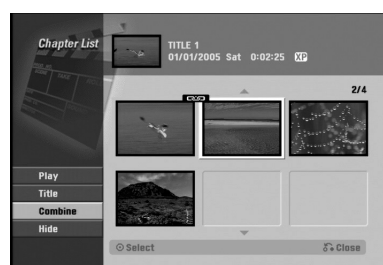 Chapter List
TITLE 1
01/01/2005 Sat 0:02:25 XP
2/4
Play
Title
Combine
Hide
Select
Close